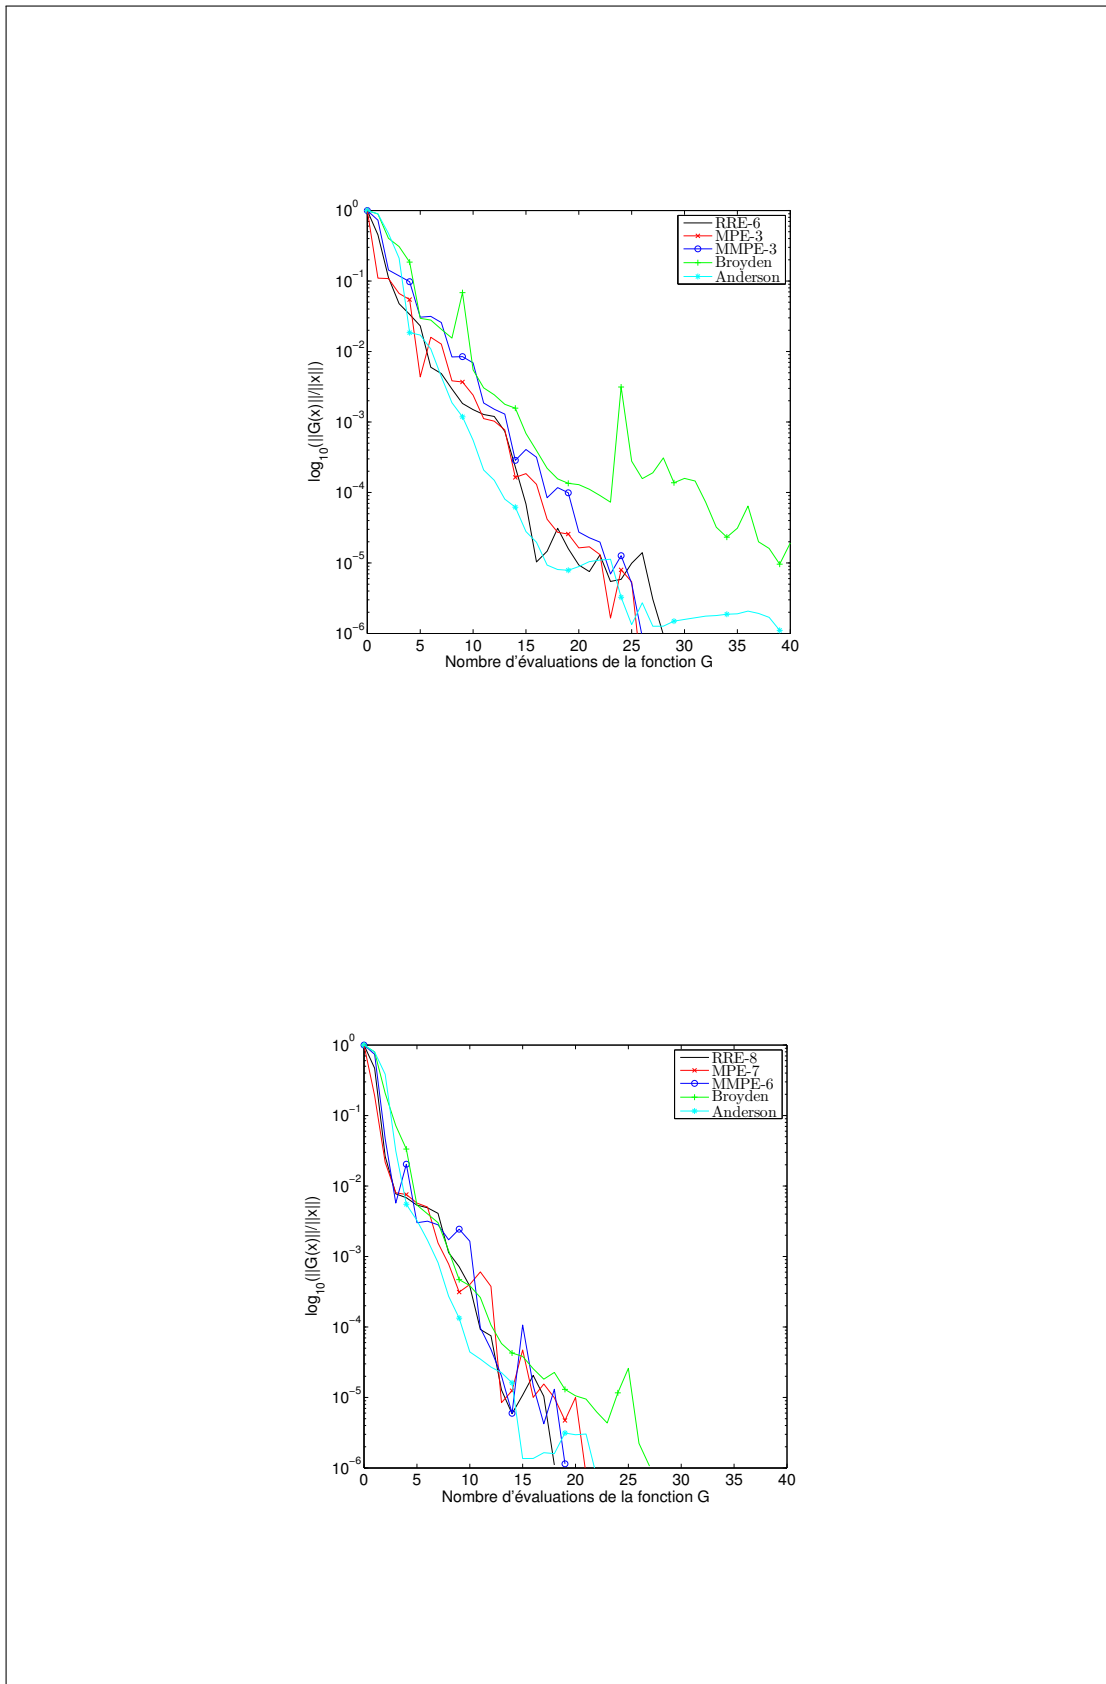 10^0
10^-1
10^-2
10^-3
10^-4
10^-5
10^-6
log_10(||G(x)||/||x||)
RRE-6
MPE-3
MMPE-3
Broyden
Anderson
0 5 10 15 20 25 30 35 40
Nombre d'évaluations de la fonction G
10^0
10^-1
10^-2
10^-3
10^-4
10^-5
10^-6
log_10(||G(x)||/||x||)
RRE-8
MPE-7
MMPE-6
Broyden
Anderson
0 5 10 15 20 25 30 35 40
Nombre d'évaluations de la fonction G